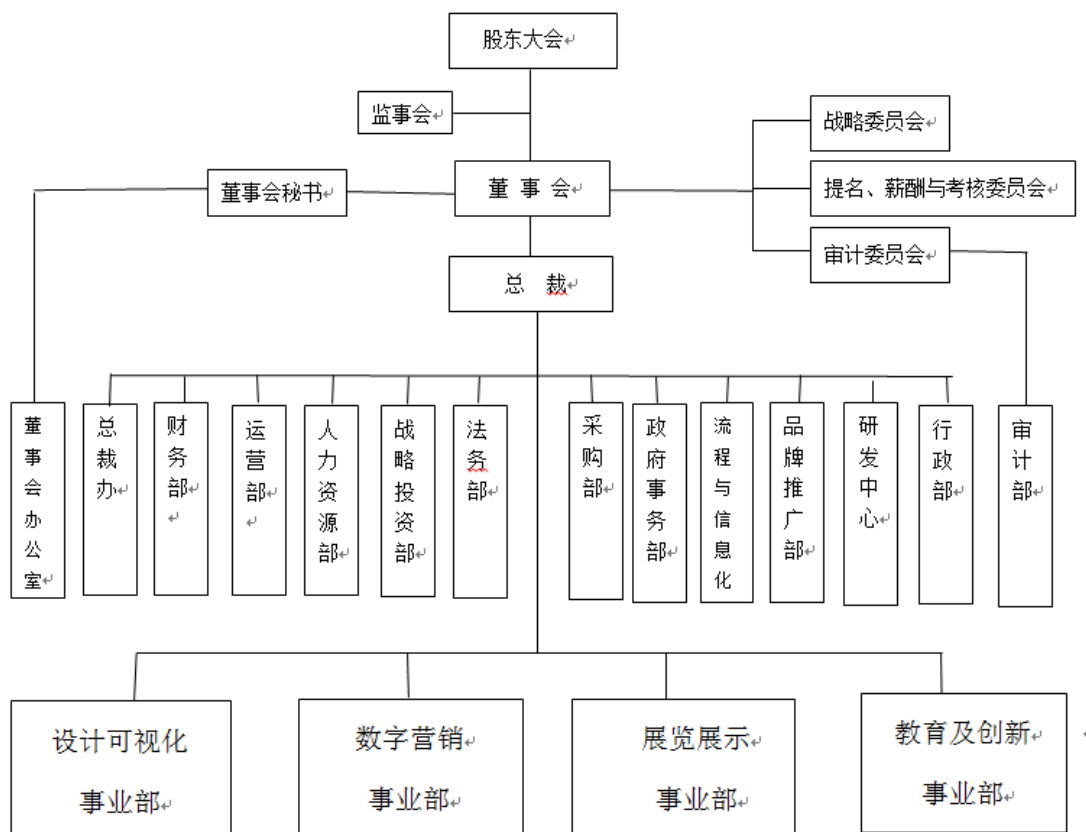 股东大会
监事会
战略委员会
董事会秘书
董 事 会
提名、薪酬与考核委员会
审计委员会
总 裁
董事会办公室
总裁办
财务部
运营部
人力资源部
战略投资部
法务部
采购部
政府事务部
流程与信息化
品牌推广部
研发中心
行政部
审计部
设计可视化
事业部
数字营销
事业部
展览展示
事业部
教育及创新
事业部